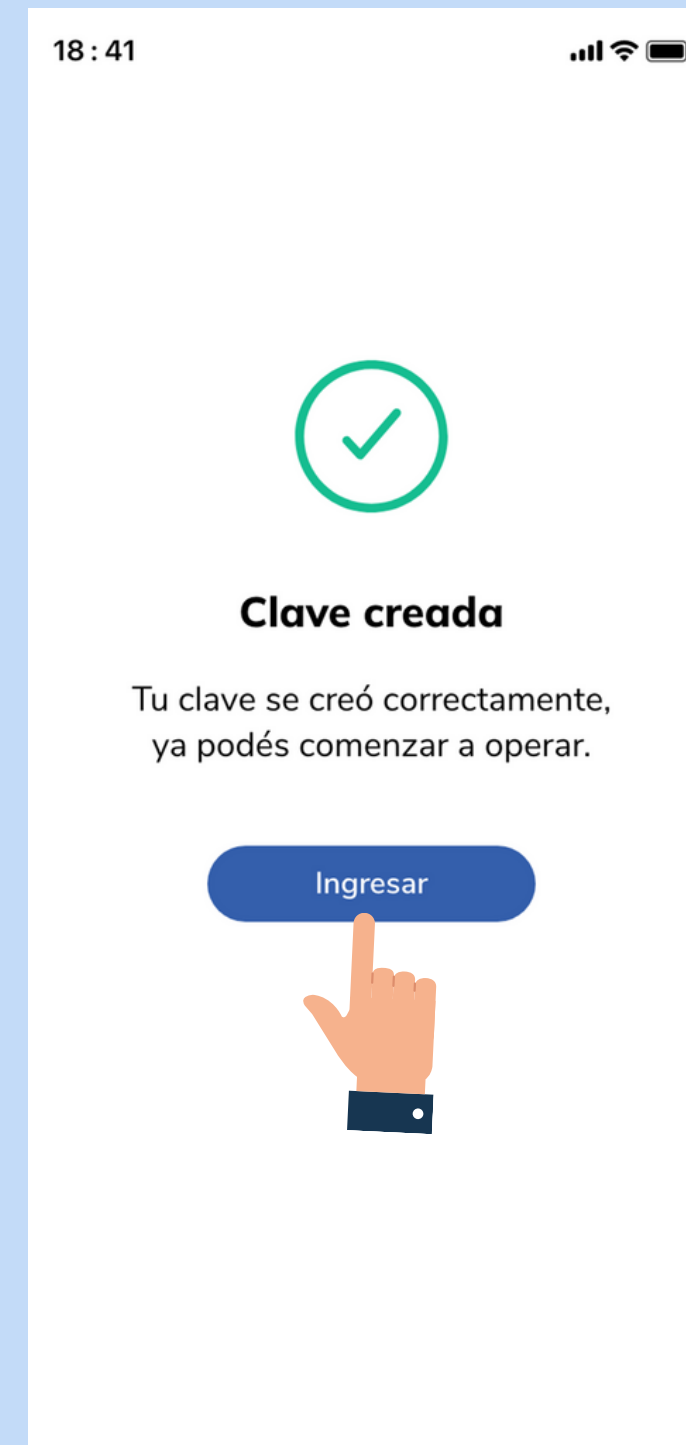 18 : 41
Clave creada
Tu clave se creó correctamente,
ya podés comenzar a operar.
Ingresar